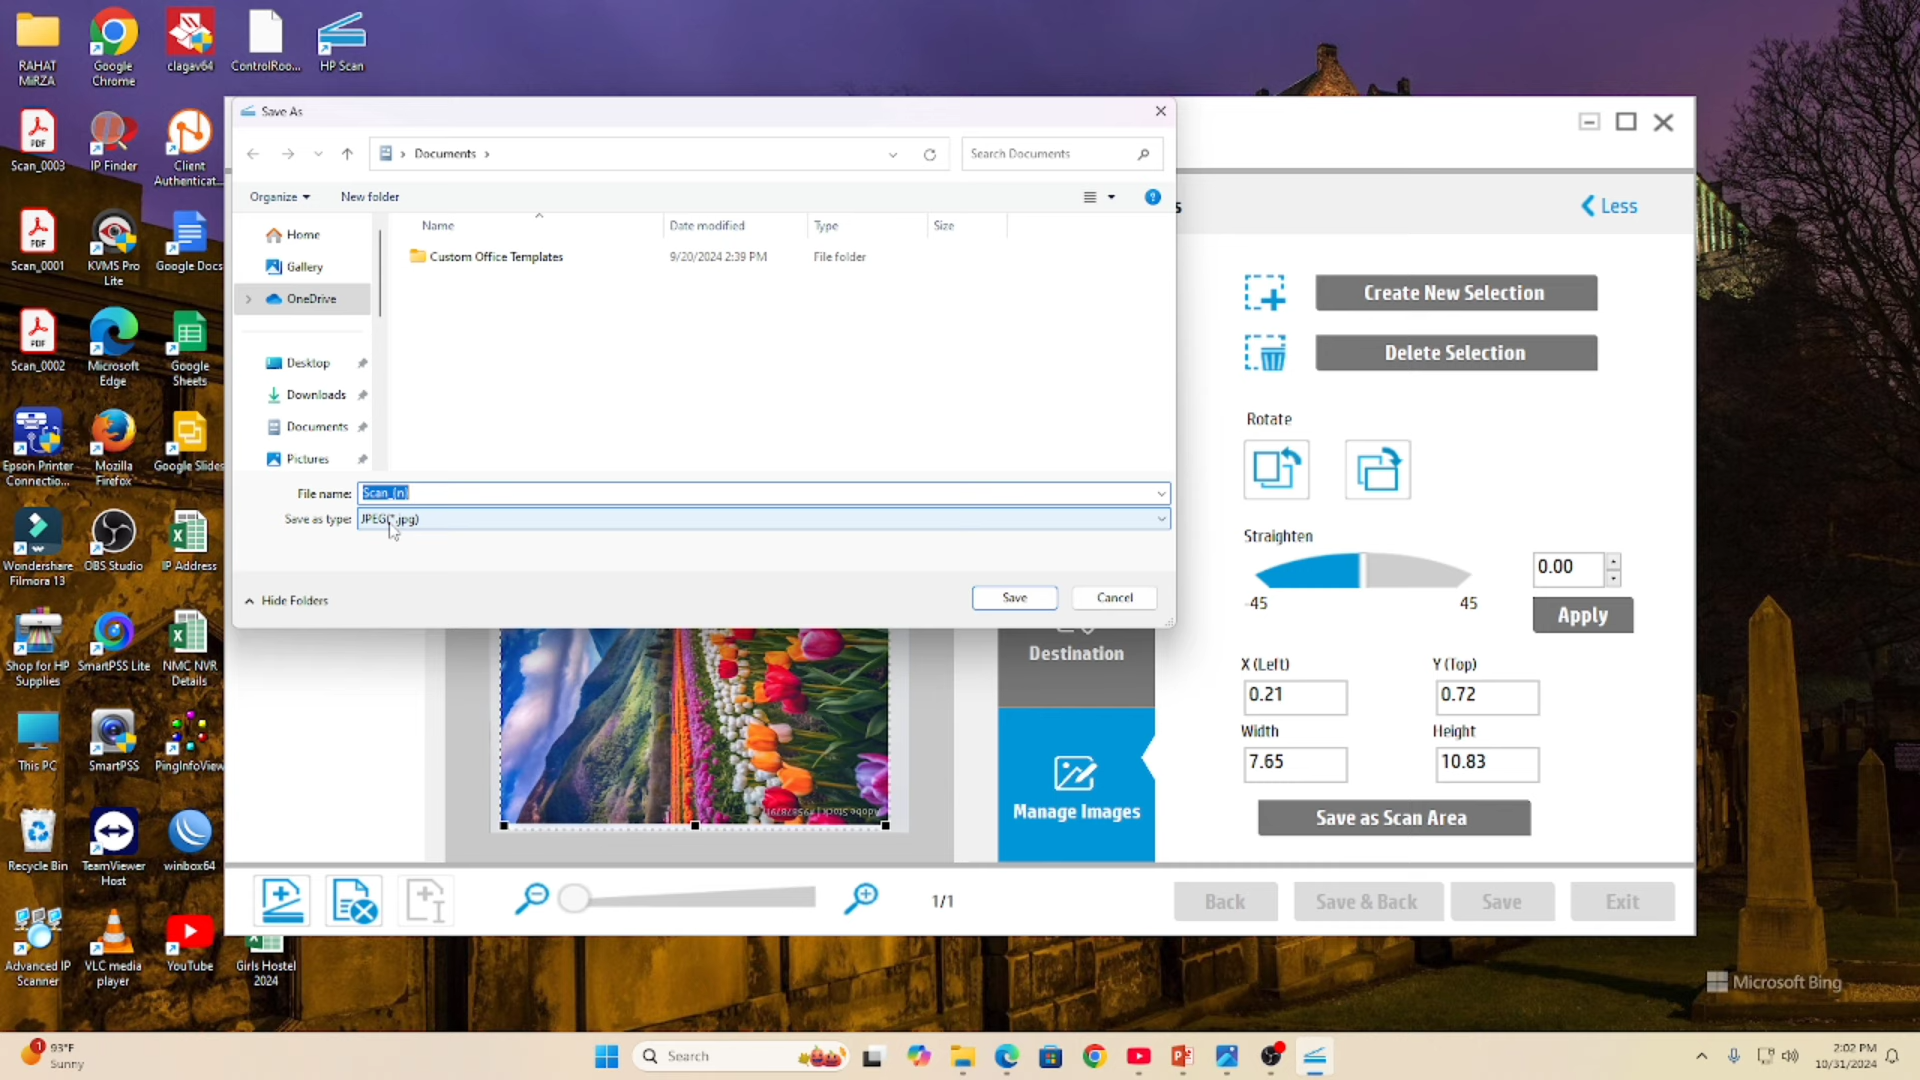 RAHAT
MiRZA
Google
Chrome
clagav64
ControlRoo...
HP Scan
PDF
Scan_0003
IP Finder
Client
Authenticat...
PDF
Scan_0001
KVMS Pro
Lite
Google Docs
PDF
Scan_0002
Microsoft
Edge
Google
Sheets
Epson Printer
Connectio...
Mozilla
Firefox
Google Slides
Wondershare
Filmora 13
OBS Studio
IP Address
Shop for HP
Supplies
SmartPSS Lite
NMC NVR
Details
This PC
SmartPSS
PingInfoView
Recycle Bin
TeamViewer
Host
winbox64
Advanced IP
Scanner
VLC media
player
YouTube
Girls Hostel
2024
Save As
Documents
Search Documents
Organize
New folder
Name
Date modified
Type
Size
Custom Office Templates
9/20/2024 2:39 PM
File folder
Home
Gallery
OneDrive
Desktop
Downloads
Documents
Pictures
File name: Scan_(n)
Save as type: JPEG(*.jpg)
Hide Folders
Save
Cancel
s
Less
Create New Selection
Delete Selection
Rotate
Straighten
0.00
-45
45
Apply
X (Left)
Y (Top)
0.21
0.72
Width
Height
7.65
10.83
Save as Scan Area
Destination
Manage Images
1/1
Back
Save & Back
Save
Exit
Microsoft Bing
1
93°F
Sunny
Search
2:02 PM
10/31/2024